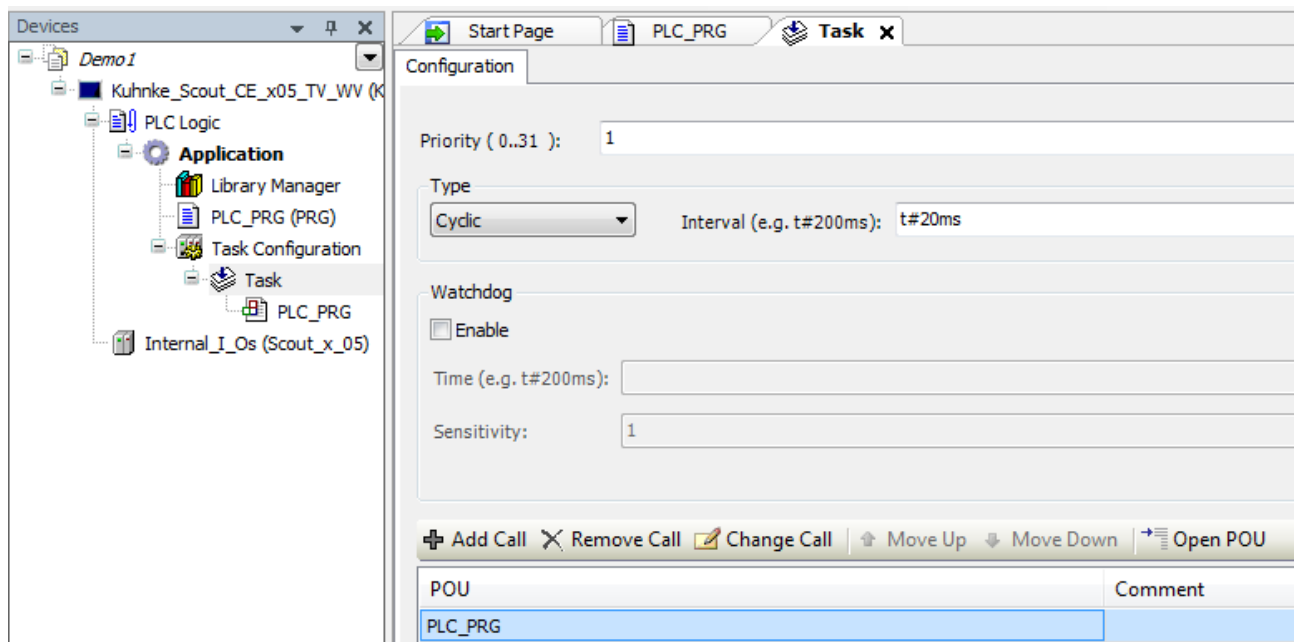 Devices
Demo1
Kuhnke_Scout_CE_x05_TV_WV (K
PLC Logic
Application
Library Manager
PLC_PRG (PRG)
Task Configuration
Task
PLC_PRG
Internal_I_Os (Scout_x_05)
Start Page PLC_PRG Task
Configuration
Priority ( 0..31 ): 1
Type
Cyclic Interval (e.g. t#200ms): t#20ms
Watchdog
Enable
Time (e.g. t#200ms):
Sensitivity: 1
Add Call Remove Call Change Call Move Up Move Down Open POU
POU Comment
PLC_PRG